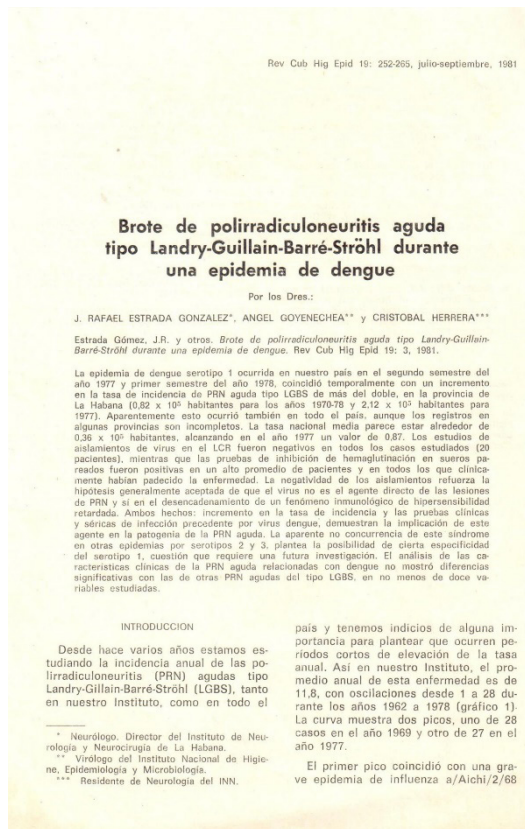 Rev Cub Hig Epid 19: 252-265, julio-septiembre, 1981
Brote de polirradiculoneuritis aguda
tipo Landry-Guillain-Barré-Ströhl durante
una epidemia de dengue
Por los Dres.:
J. RAFAEL ESTRADA GONZALEZ*, ANGEL GOYENECHEA** y CRISTOBAL HERRERA***
Estrada Gómez, J.R. y otros. Brote de polirradiculoneuritis aguda tipo Landry-Guillain-
Barré-Ströhl durante una epidemia de dengue. Rev Cub Hig Epid 19: 3, 1981.
La epidemia de dengue serotipo 1 ocurrida en nuestro país en el segundo semestre del
año 1977 y primer semestre del año 1978, coincidió temporalmente con un incremento
en la tasa de incidencia de PRN aguda tipo LGBS de más del doble, en la provincia de
La Habana (0,82 x 10⁵ habitantes para los años 1970-78 y 2,12 x 10⁵ habitantes para
1977). Aparentemente esto ocurrió también en todo el país, aunque los registros en
algunas provincias son incompletos. La tasa nacional media parece estar alrededor de
0,36 x 10⁵ habitantes, alcanzando en el año 1977 un valor de 0,87. Los estudios de
aislamientos de virus en el LCR fueron negativos en todos los casos estudiados (20
pacientes), mientras que las pruebas de inhibición de hemaglutinación en sueros pa-
reados fueron positivas en un alto promedio de pacientes y en todos los que clínica-
mente habían padecido la enfermedad. La negatividad de los aislamientos refuerza la
hipótesis generalmente aceptada de que el virus no es el agente directo de las lesiones
de PRN y sí en el desencadenamiento de un fenómeno inmunológico de hipersensibilidad
retardada. Ambos hechos: incremento en la tasa de incidencia y las pruebas clínicas
y séricas de infección precedente por virus dengue, demuestran la implicación de este
agente en la patogenia de la PRN aguda. La aparente no concurrencia de este síndrome
en otras epidemias por serotipos 2 y 3, plantea la posibilidad de cierta especificidad
del serotipo 1, cuestión que requiere una futura investigación. El análisis de las ca-
racterísticas clínicas de la PRN aguda relacionadas con dengue no mostró diferencias
significativas con las de otras PRN agudas del tipo LGBS, en no menos de doce va-
riables estudiadas.
INTRODUCCION
Desde hace varios años estamos es-
tudiando la incidencia anual de las po-
lirradiculoneuritis (PRN) agudas tipo
Landry-Gillain-Barré-Ströhl (LGBS), tanto
en nuestro Instituto, como en todo el
* Neurólogo. Director del Instituto de Neu-
rología y Neurocirugía de La Habana.
** Virólogo del Instituto Nacional de Higie-
ne, Epidemiología y Microbiología.
*** Residente de Neurología del INN.
país y tenemos indicios de alguna im-
portancia para plantear que ocurren pe-
ríodos cortos de elevación de la tasa
anual. Así en nuestro Instituto, el pro-
medio anual de esta enfermedad es de
11,8, con oscilaciones desde 1 a 28 du-
rante los años 1962 a 1978 (gráfico 1).
La curva muestra dos picos, uno de 28
casos en el año 1969 y otro de 27 en el
año 1977.
El primer pico coincidió con una gra-
ve epidemia de influenza a/Aichi/2/68